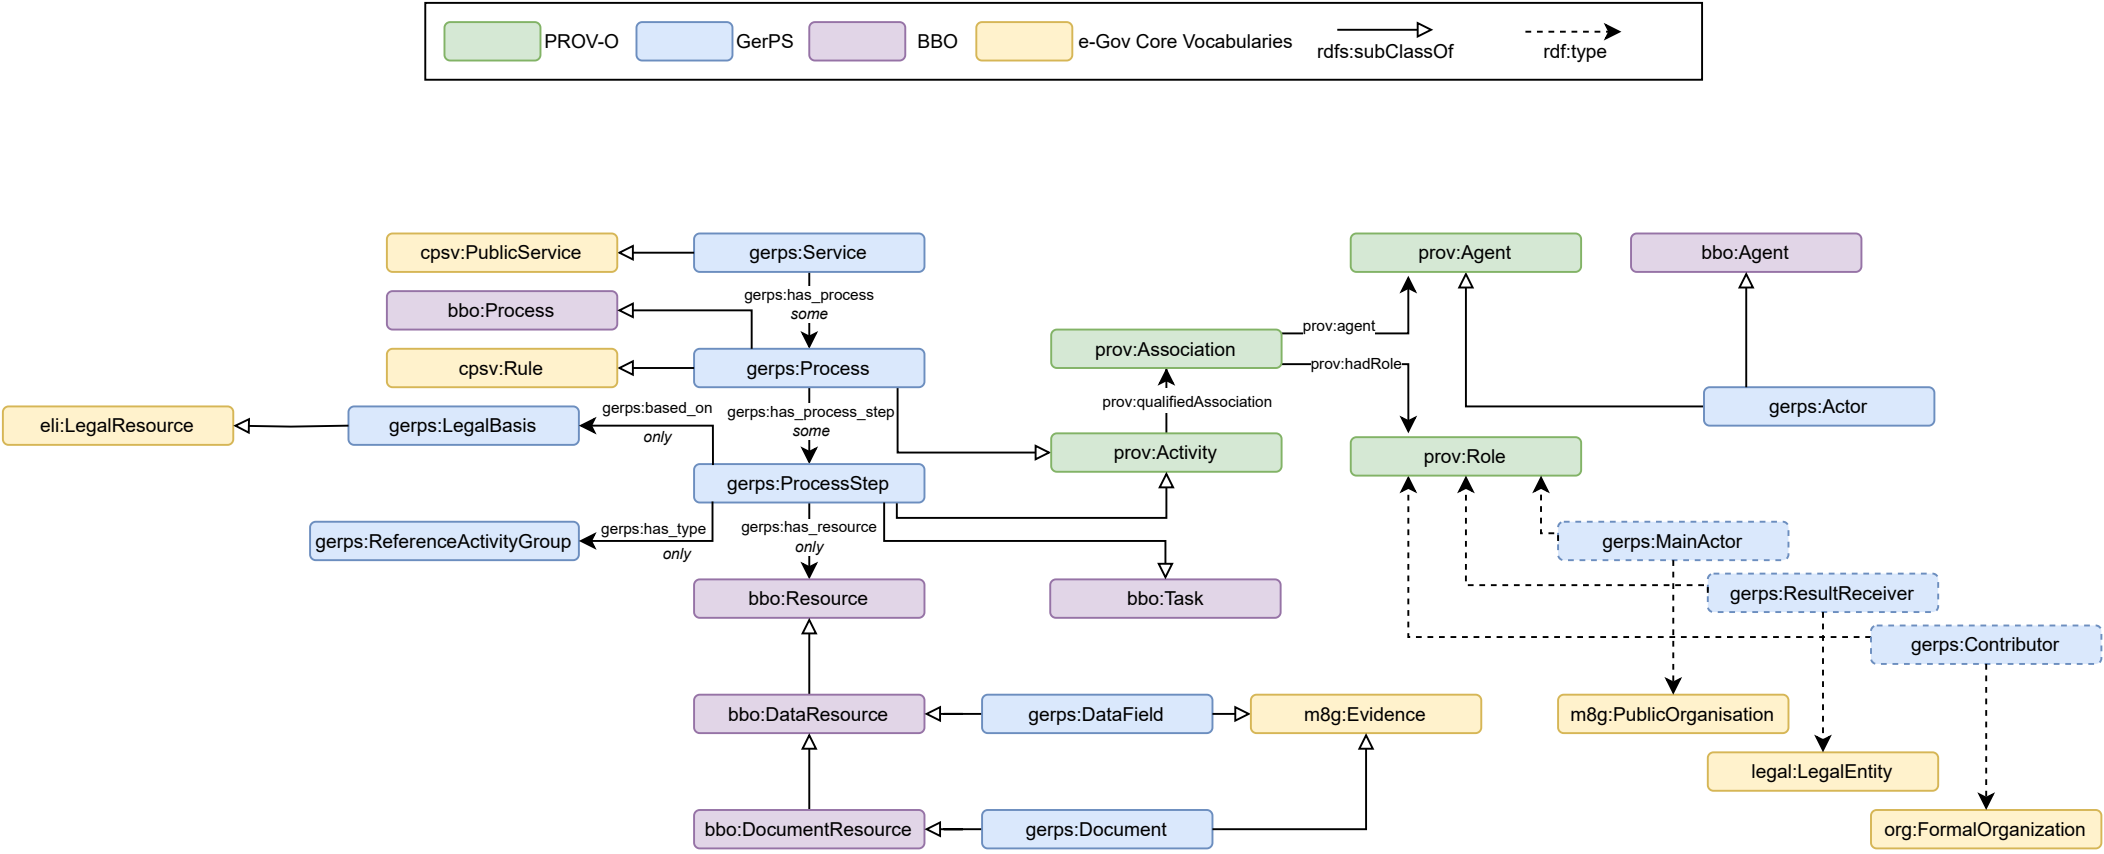 PROV-O
GerPS
BBO
e-Gov Core Vocabularies
rdfs:subClassOf
rdf:type
cpsv:PublicService
gerps:Service
prov:Agent
bbo:Agent
gerps:has_process
some
bbo:Process
prov:agent
prov:Association
cpsv:Rule
gerps:Process
prov:hadRole
gerps:Actor
gerps:based_on
only
gerps:has_process_step
some
prov:qualifiedAssociation
eli:LegalResource
gerps:LegalBasis
prov:Activity
prov:Role
gerps:ProcessStep
gerps:has_type
only
gerps:has_resource
only
gerps:ReferenceActivityGroup
gerps:MainActor
bbo:Resource
bbo:Task
gerps:ResultReceiver
gerps:Contributor
bbo:DataResource
gerps:DataField
m8g:Evidence
m8g:PublicOrganisation
legal:LegalEntity
bbo:DocumentResource
gerps:Document
org:FormalOrganization